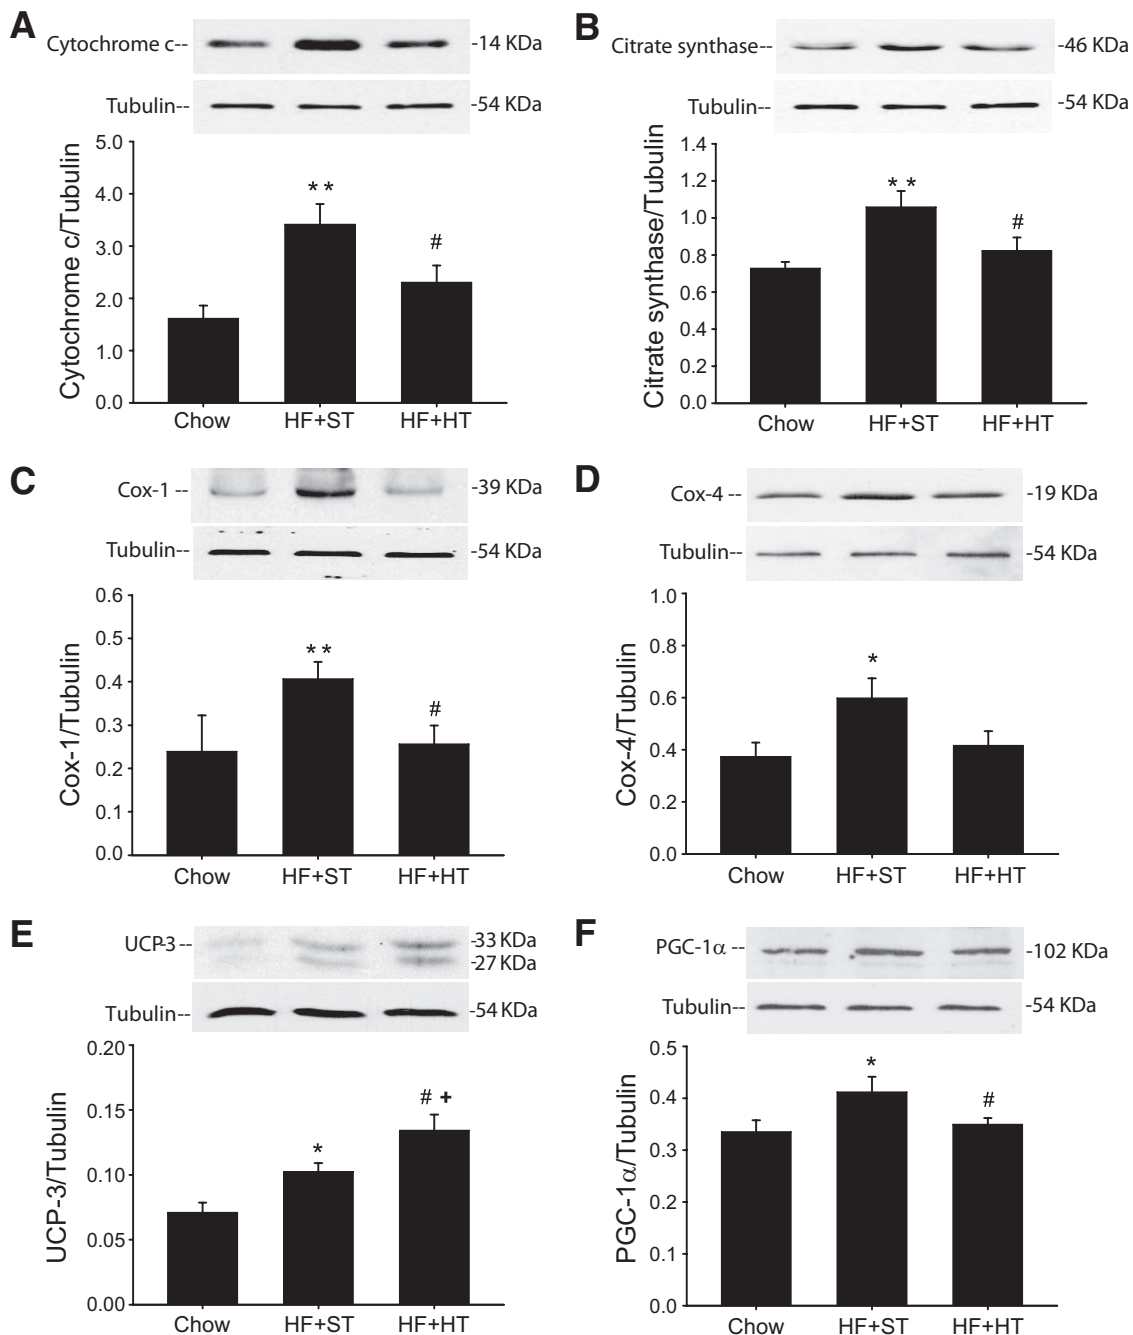 A
Cytochrome c--
-14 KDa
Tubulin--
-54 KDa
Cytochrome c/Tubulin
5.0
4.0
3.0
2.0
1.0
0.0
* *
#
Chow HF+ST HF+HT
B
Citrate synthase--
-46 KDa
Tubulin--
-54 KDa
Citrate synthase/Tubulin
1.4
1.2
1.0
0.8
0.6
0.4
0.2
0.0
* *
#
Chow HF+ST HF+HT
C
Cox-1 --
-39 KDa
Tubulin--
-54 KDa
Cox-1/Tubulin
0.6
0.5
0.4
0.3
0.2
0.1
0.0
* *
#
Chow HF+ST HF+HT
D
Cox-4 --
-19 KDa
Tubulin--
-54 KDa
Cox-4/Tubulin
1.0
0.8
0.6
0.4
0.2
0.0
*
Chow HF+ST HF+HT
E
UCP-3 --
-33 KDa
-27 KDa
Tubulin--
-54 KDa
UCP-3/Tubulin
0.20
0.15
0.10
0.05
0.00
*
# +
Chow HF+ST HF+HT
F
PGC-1α --
-102 KDa
Tubulin--
-54 KDa
PGC-1α/Tubulin
0.5
0.4
0.3
0.2
0.1
0.0
*
#
Chow HF+ST HF+HT